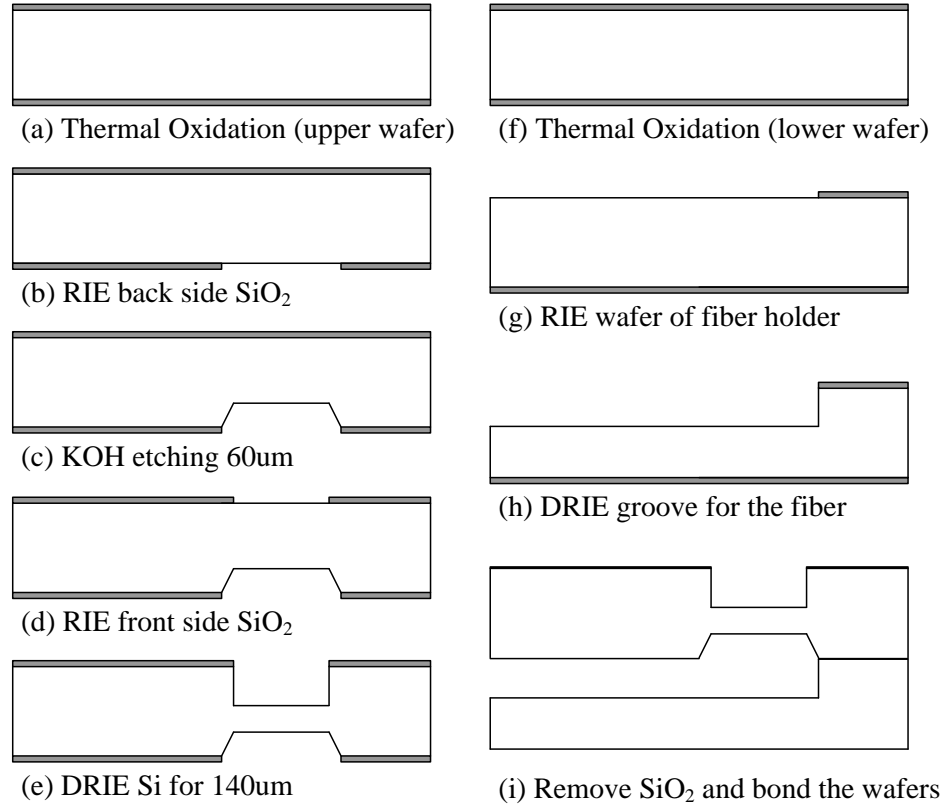 (a) Thermal Oxidation (upper wafer)
(b) RIE back side SiO₂
(c) KOH etching 60um
(d) RIE front side SiO₂
(e) DRIE Si for 140um
(f) Thermal Oxidation (lower wafer)
(g) RIE wafer of fiber holder
(h) DRIE groove for the fiber
(i) Remove SiO₂ and bond the wafers